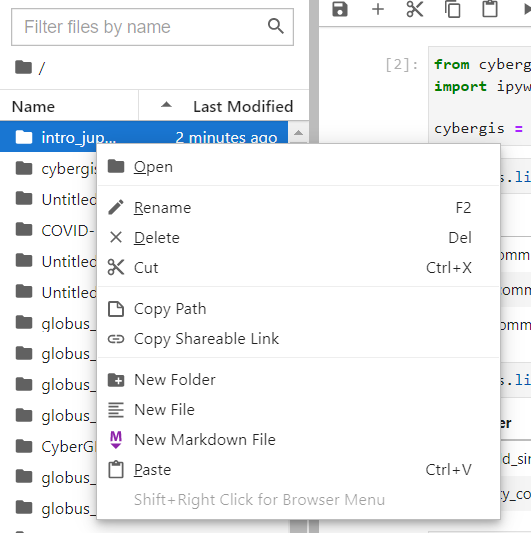 Filter files by name
/
Name Last Modified
intro_jup... 2 minutes ago
cybergis
Untitled
COVID-
Untitled
Untitled
globus_
globus_
globus_
globus_
CyberGI
globus_
globus_
Open
Rename F2
Delete Del
Cut Ctrl+X
Copy Path
Copy Shareable Link
New Folder
New File
New Markdown File
Paste Ctrl+V
Shift+Right Click for Browser Menu
[2]:
from cyberg
import ipyw
cybergis =
s.li
omm
omm
omm
s.li
er
d_sir
y_co